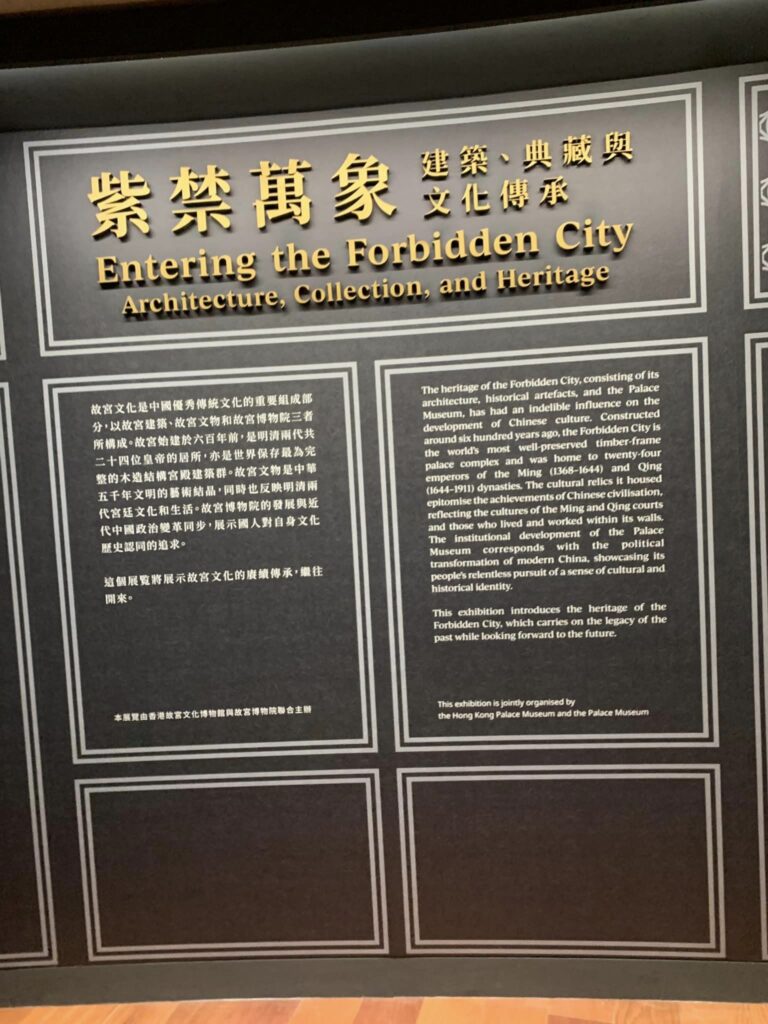 紫禁萬象
建築、典藏與
文化傳承
Entering the Forbidden City
Architecture, Collection, and Heritage
故宮文化是中國優秀傳統文化的重要組成部
分，以故宮建築、故宮文物和故宮博物院三者
所構成。故宮始建於六百年前，是明清兩代共
二十四位皇帝的居所，亦是世界保存最為完
整的木造結構宮殿建築群。故宮文物是中華
五千年文明的藝術結晶，同時也反映明清兩
代宮廷文化和生活。故宮博物院的發展與近
代中國政治變革同步，展示國人對自身文化
歷史認同的追求。
這個展覽將展示故宮文化的賡續傳承，繼往
開來。
本展覽由香港故宮文化博物館與故宮博物院聯合主辦
The heritage of the Forbidden City, consisting of its
architecture, historical artefacts, and the Palace
Museum, has had an indelible influence on the
development of Chinese culture. Constructed
around six hundred years ago, the Forbidden City is
the world's most well-preserved timber-frame
palace complex and was home to twenty-four
emperors of the Ming (1368–1644) and Qing
(1644–1911) dynasties. The cultural relics it housed
epitomise the achievements of Chinese civilisation,
reflecting the cultures of the Ming and Qing courts
and those who lived and worked within its walls.
The institutional development of the Palace
Museum corresponds with the political
transformation of modern China, showcasing its
people's relentless pursuit of a sense of cultural and
historical identity.
This exhibition introduces the heritage of the
Forbidden City, which carries on the legacy of the
past while looking forward to the future.
This exhibition is jointly organised by
the Hong Kong Palace Museum and the Palace Museum